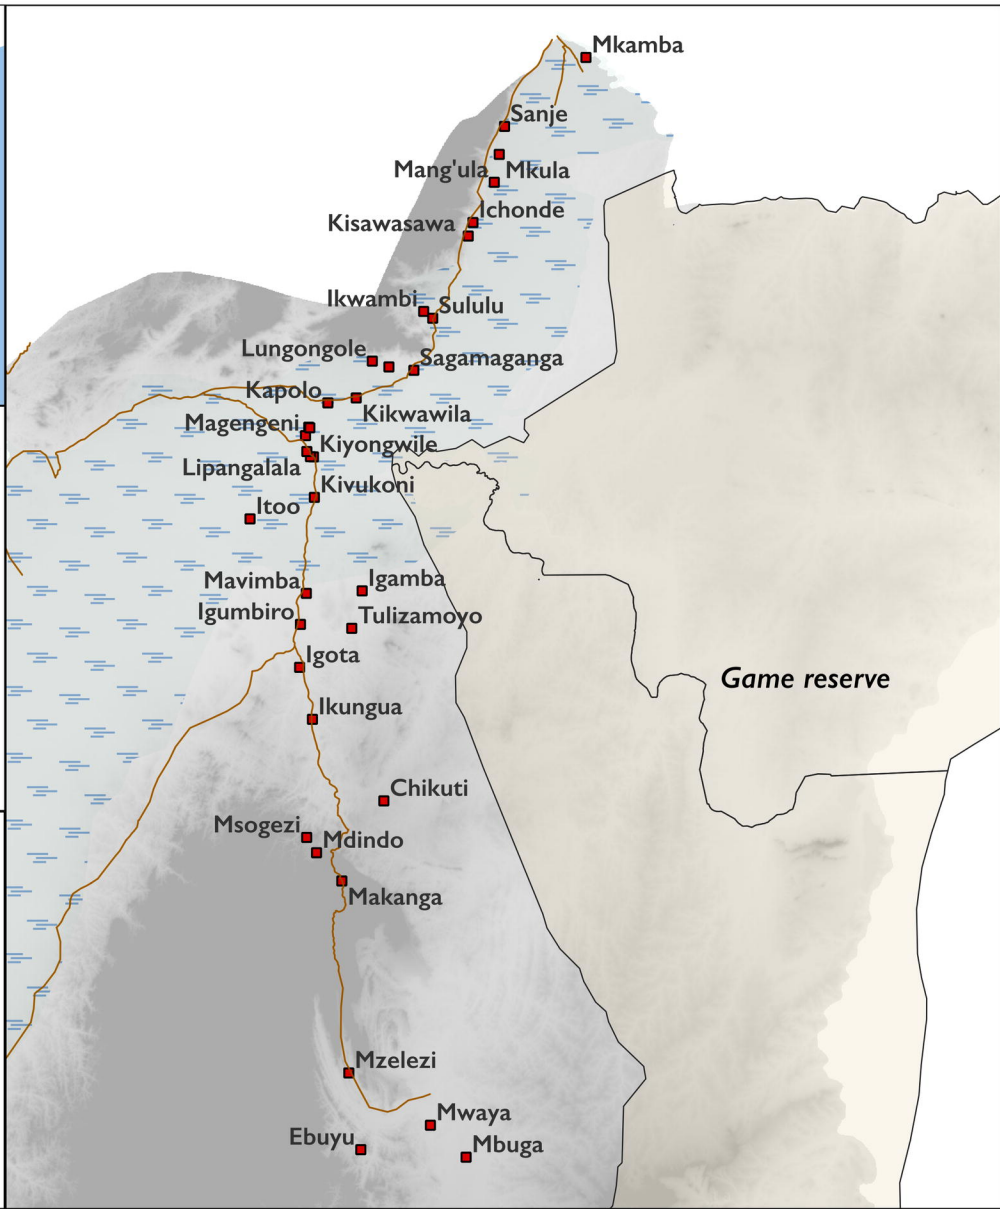 Mkamba
Sanje
Mang'ula
Mkula
Ichonde
Kisawasawa
Ikwambi
Sululu
Lungongole
Sagamaganga
Kapolo
Kikwawila
Magengeni
Kiyongwile
Lipangalala
Kivukoni
Itoo
Mavimba
Igamba
Igumbiro
Tulizamoyo
Igota
Game reserve
Ikungua
Chikuti
Msogezi
Mdindo
Makanga
Mzelezi
Mwaya
Ebuyu
Mbuga